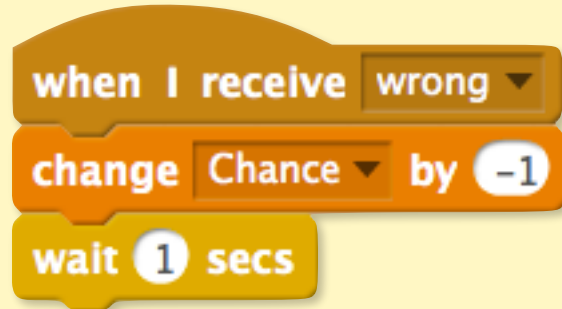 when I receive wrong
change Chance by -1
wait 1 secs